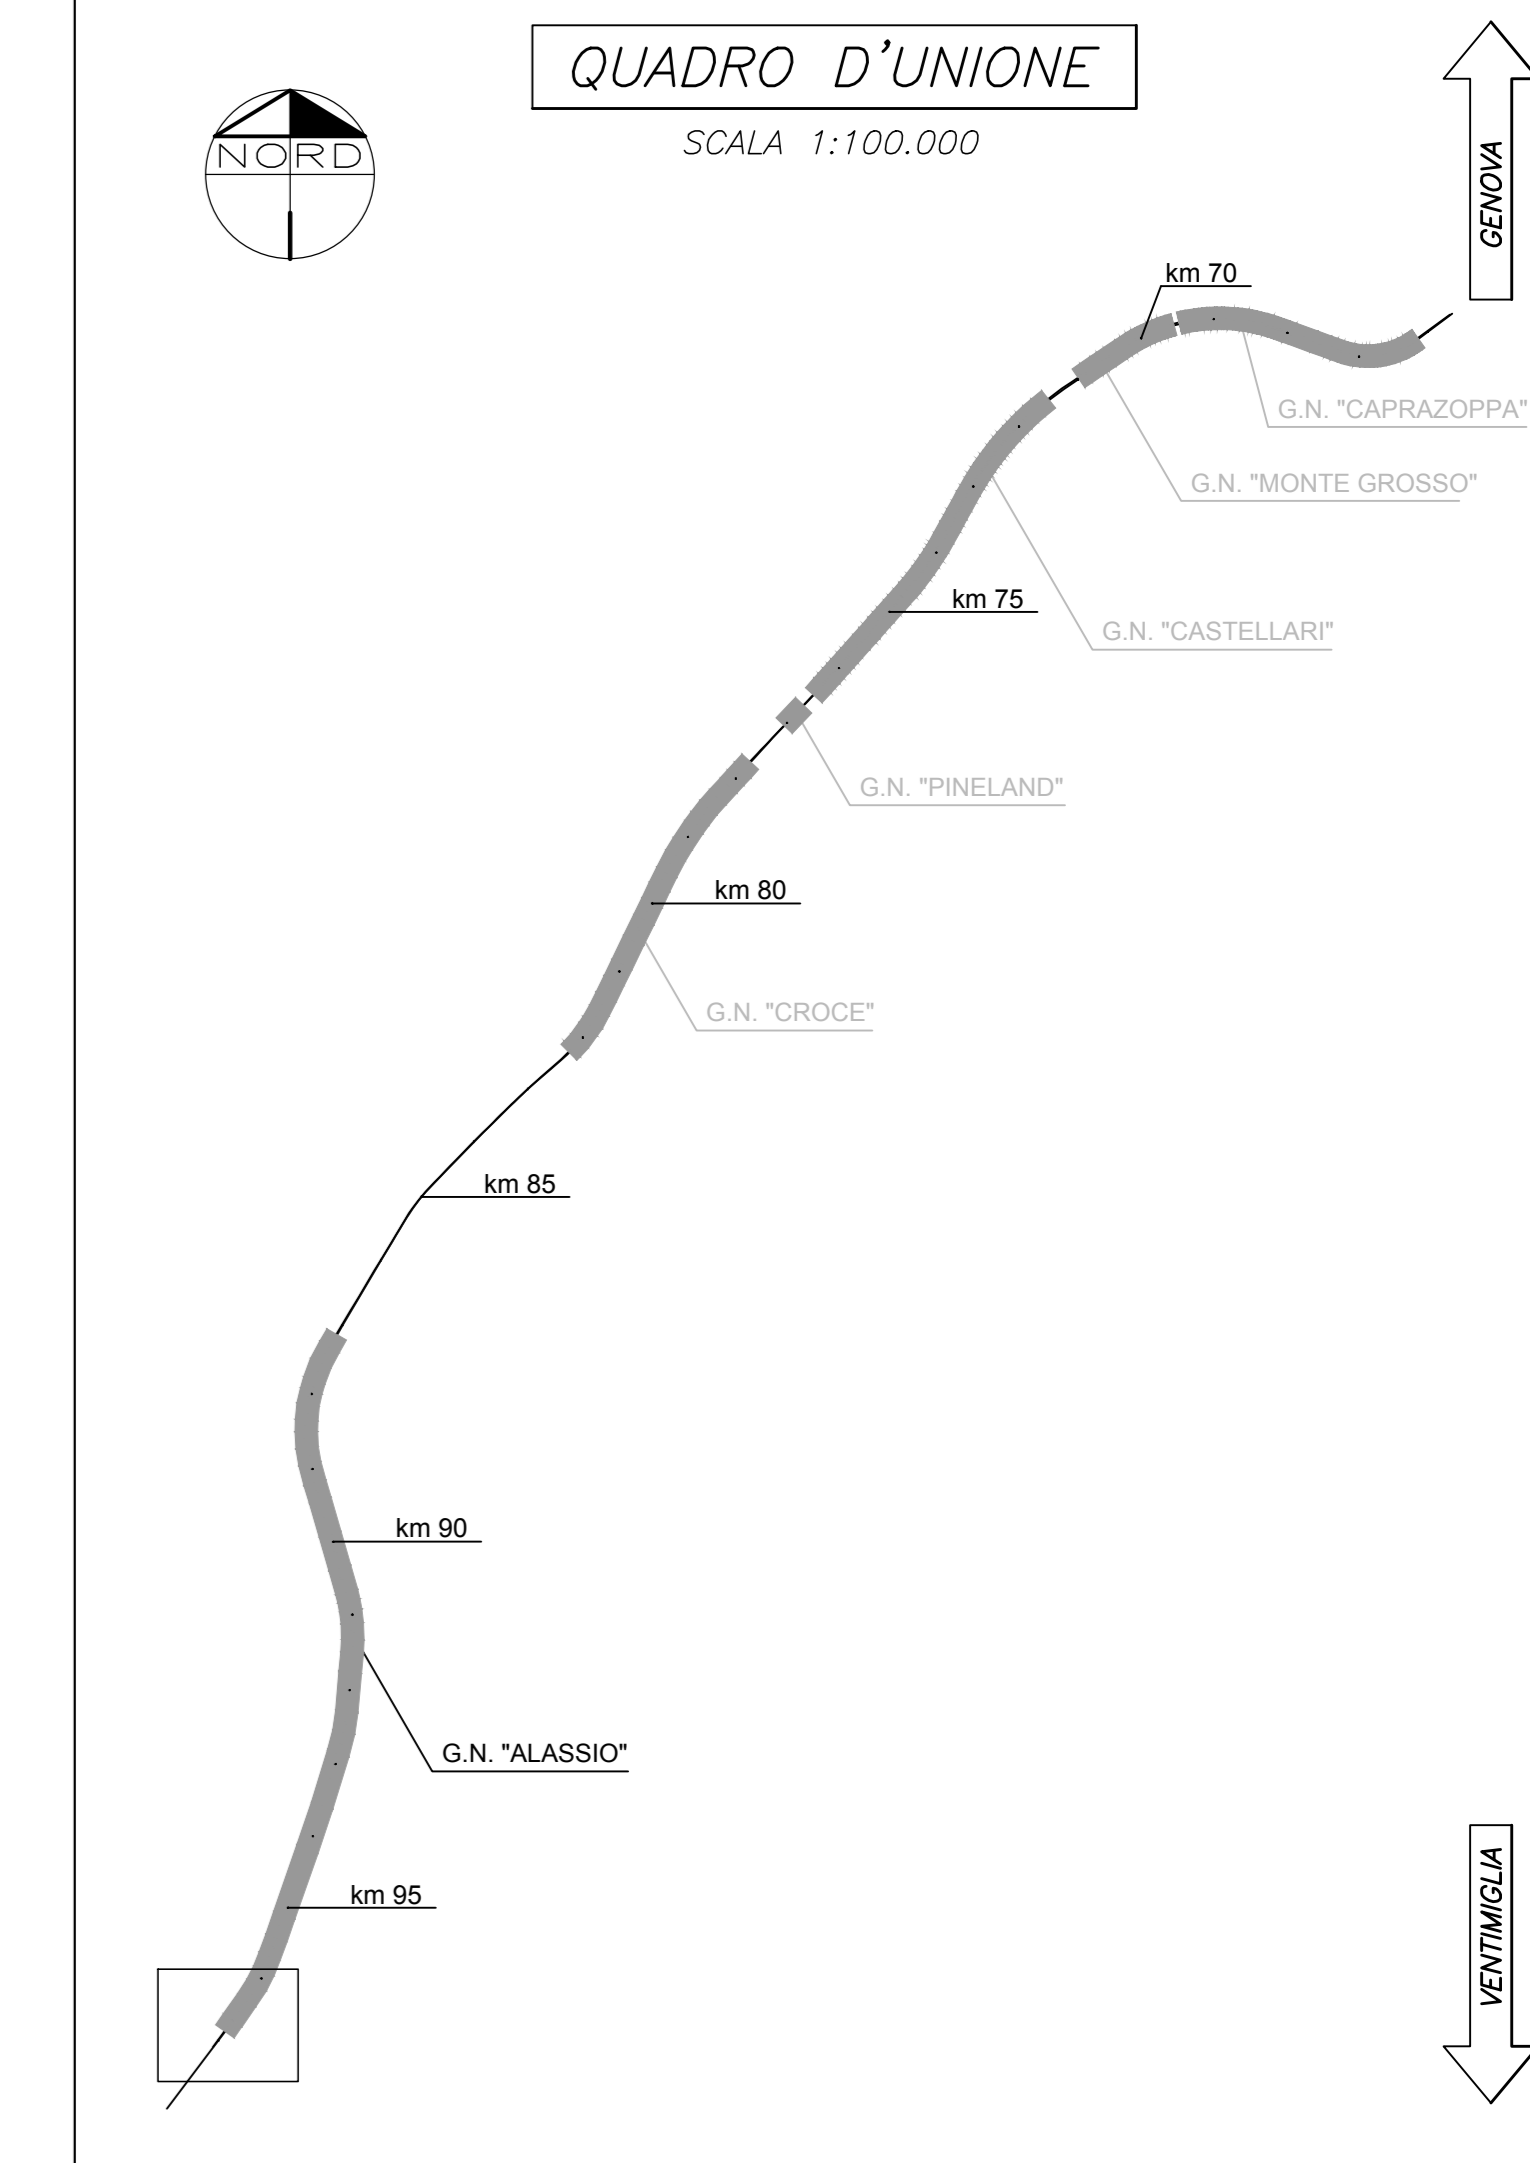 QUADRO D'UNIONE
SCALA 1:100.000
NORD
GENOVA
km 70
G.N. "CAPRAZOPPA"
G.N. "MONTE GROSSO"
km 75
G.N. "CASTELLARI"
G.N. "PINELAND"
km 80
G.N. "CROCE"
km 85
km 90
G.N. "ALASSIO"
km 95
VENTIMIGLIA